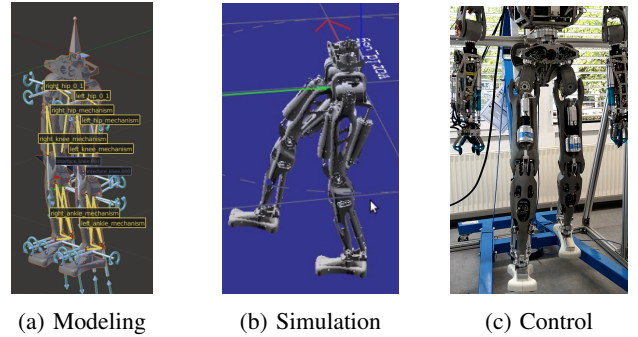 right_hip_0_1
left_hip_0_1
right_hip_mechanism
left_hip_mechanism
right_knee_mechanism
left_knee_mechanism
right_ankle_mechanism
left_ankle_mechanism
(a) Modeling
(b) Simulation
(c) Control